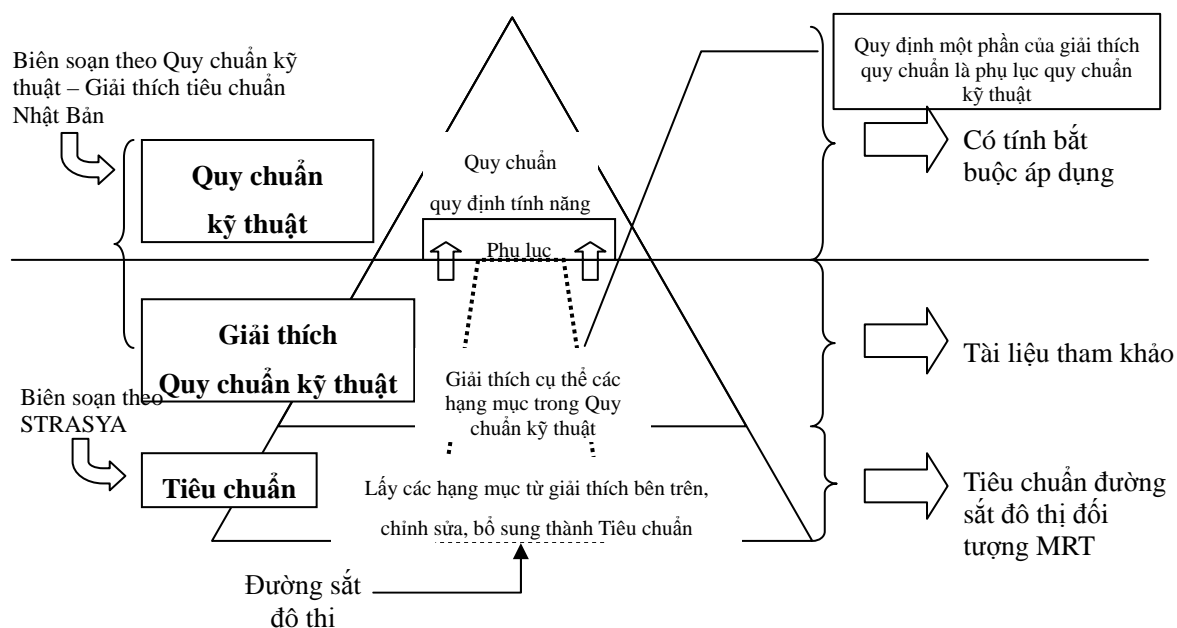 Biên soạn theo Quy chuẩn kỹ
thuật – Giải thích tiêu chuẩn
Nhật Bản
Quy chuẩn
kỹ thuật
Giải thích
Quy chuẩn kỹ thuật
Biên soạn theo
STRASYA
Tiêu chuẩn
Quy chuẩn
quy định tính năng
Phụ lục
Giải thích cụ thể các
hạng mục trong Quy
chuẩn kỹ thuật
Lấy các hạng mục từ giải thích bên trên,
chỉnh sửa, bổ sung thành Tiêu chuẩn
Đường sắt
đô thị
Quy định một phần của giải thích
quy chuẩn là phụ lục quy chuẩn
kỹ thuật
Có tính bắt
buộc áp dụng
Tài liệu tham khảo
Tiêu chuẩn đường
sắt đô thị đối
tượng MRT